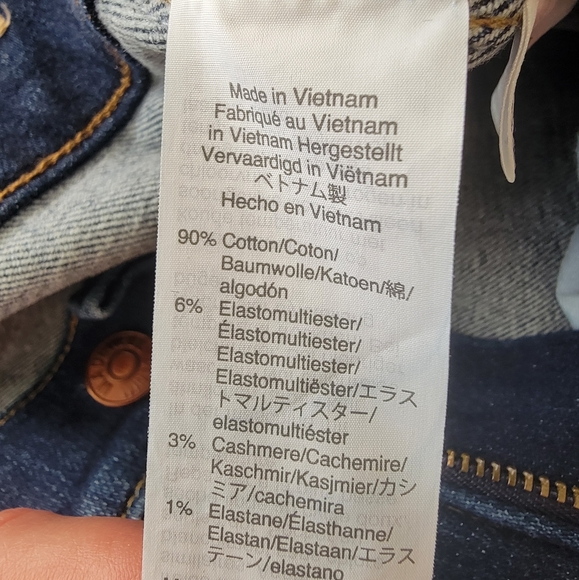 Made in Vietnam
Fabriqué au Vietnam
in Vietnam Hergestellt
Vervaardigd in Viëtnam
ベトナム製
Hecho en Vietnam
90% Cotton/Coton/
Baumwolle/Katoen/綿/
algodón
6% Elastomultiester/
Élastomultiester/
Elastomultiester/
Elastomultiëster/エラス
トマルティスター/
elastomultiéster
3% Cashmere/Cachemire/
Kaschmir/Kasjmier/カシ
ミア/cachemira
1% Elastane/Élasthanne/
Elastan/Elastaan/エラス
テーン/elastano